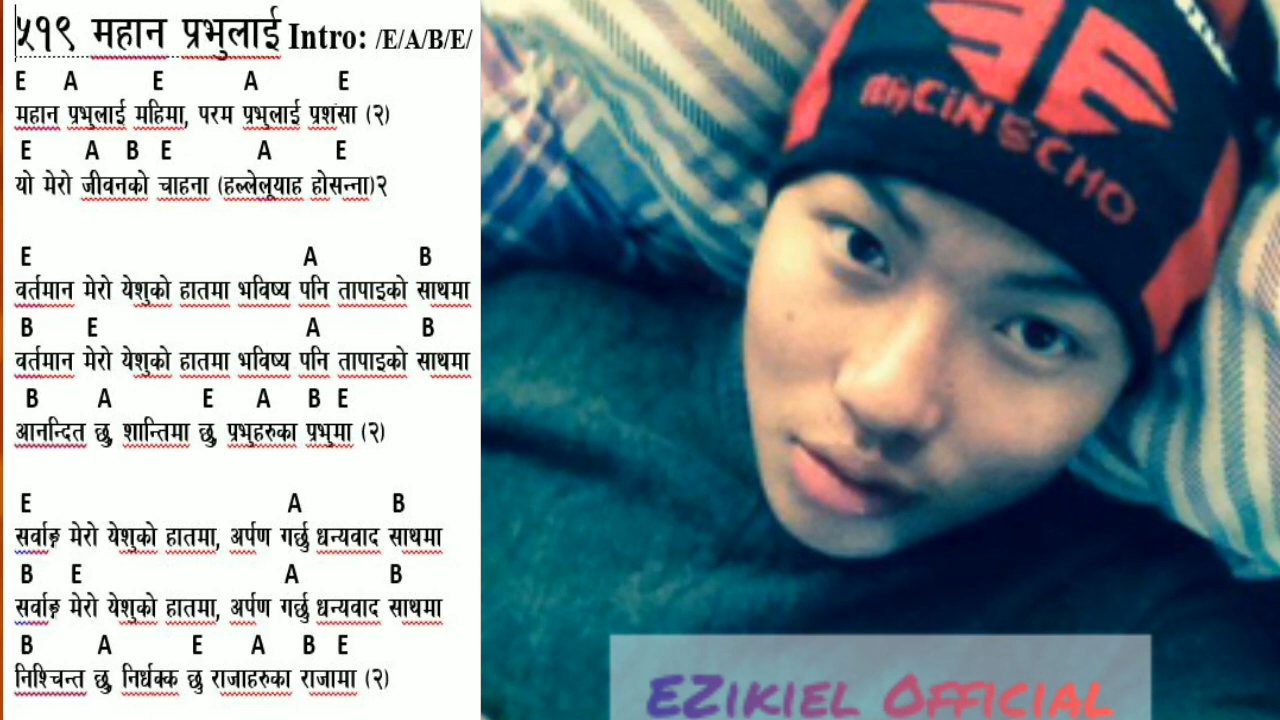 ५१९ महान प्रभुलाई Intro: /E/A/B/E/
E A E A E
महान प्रभुलाई महिमा, परम प्रभुलाई प्रशंसा (२)
E A B E A E
यो मेरो जीवनको चाहना (हल्लेलूयाह होसन्ना)२
E A B
वर्तमान मेरो येशुको हातमा भविष्य पनि तापाइको साथमा
B E A B
वर्तमान मेरो येशुको हातमा भविष्य पनि तापाइको साथमा
B A E A B E
आनन्दित छु, शान्तिमा छु, प्रभुहरुका प्रभुमा (२)
E A B
सर्वाङ्ग मेरो येशुको हातमा, अर्पण गर्छु धन्यवाद साथमा
B E A B
सर्वाङ्ग मेरो येशुको हातमा, अर्पण गर्छु धन्यवाद साथमा
B A E A B E
निश्चिन्त छु, निर्धक्क छु राजाहरुका राजामा (२)
EZIKIEL OFFICIAL